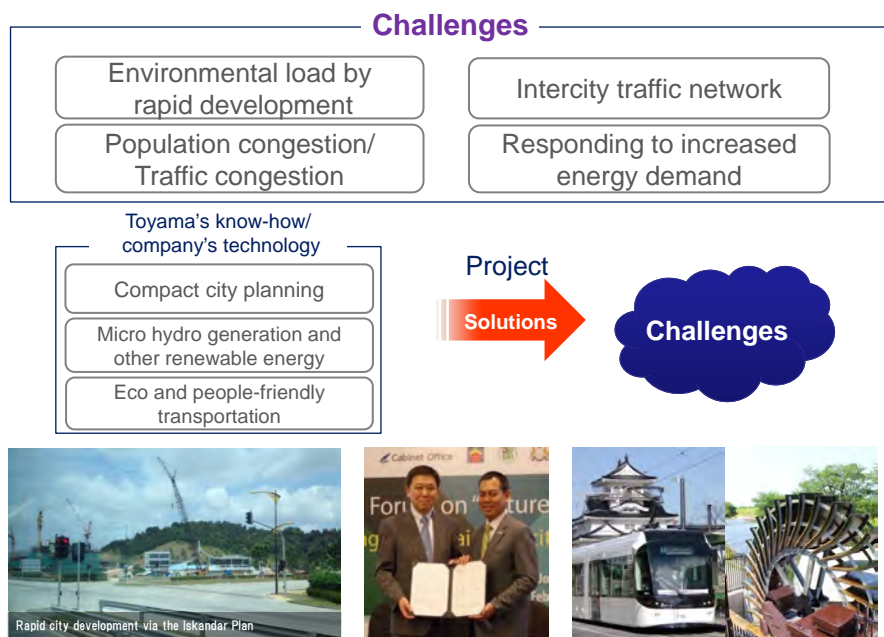 Challenges
Environmental load by
rapid development
Intercity traffic network
Population congestion/
Traffic congestion
Responding to increased
energy demand
Toyama's know-how/
company's technology
Compact city planning
Micro hydro generation and
other renewable energy
Eco and people-friendly
transportation
Project
Solutions
Challenges
Cabinet Office
Rapid city development via the Iskandar Plan